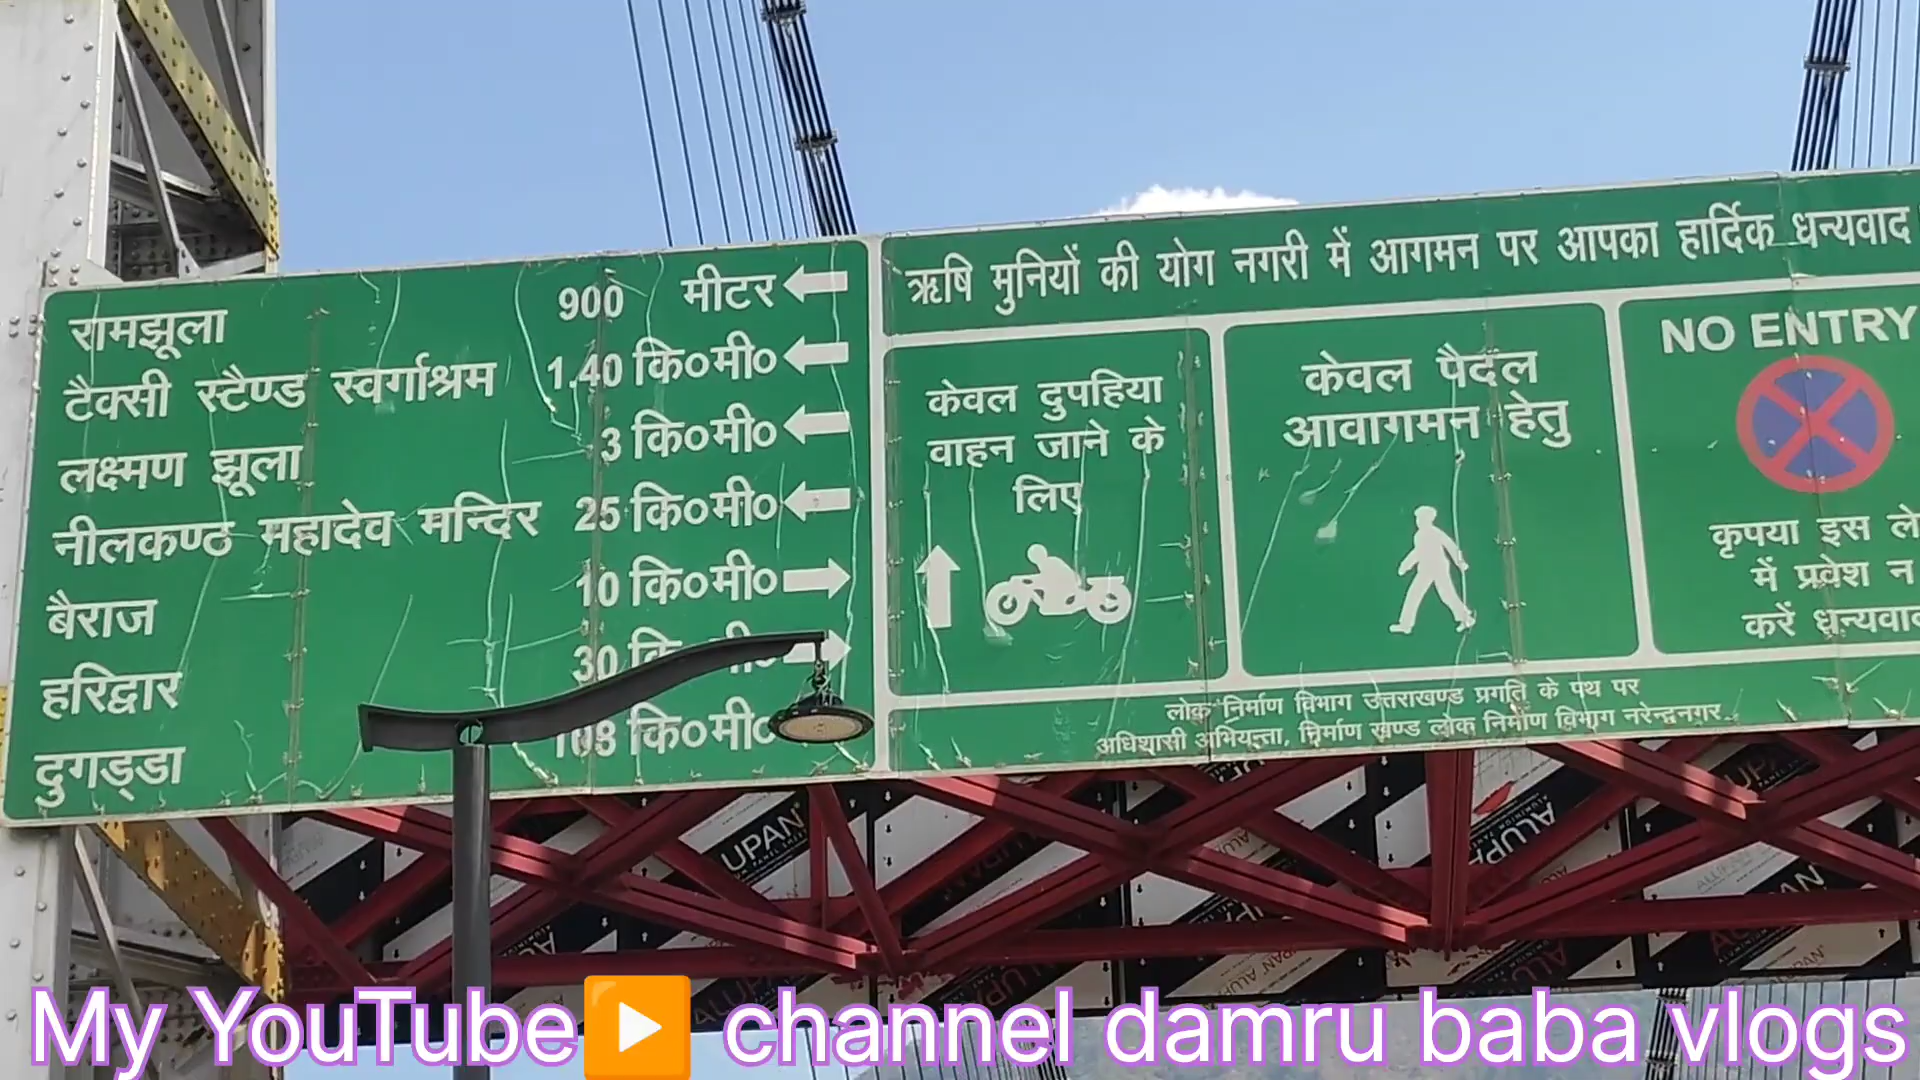 रामझूला 900 मीटर
टैक्सी स्टैण्ड स्वर्गाश्रम 1.40 कि०मी०
लक्ष्मण झूला 3 कि०मी०
नीलकण्ठ महादेव मन्दिर 25 कि०मी०
बैराज 10 कि०मी०
हरिद्वार 30
दुगड्डा 108 कि०मी०
ऋषि मुनियों की योग नगरी में आगमन पर आपका हार्दिक धन्यवाद
केवल दुपहिया
वाहन जाने के
लिए
केवल पैदल
आवागमन हेतु
NO ENTRY
कृपया इस ले
में प्रवेश न
करें धन्यवाद
लोक निर्माण विभाग उत्तराखण्ड प्रगति के पथ पर
अधिशासी अभियन्ता, निर्माण खण्ड लोक निर्माण विभाग नरेन्द्रनगर
UPAN
My YouTube channel damru baba vlogs